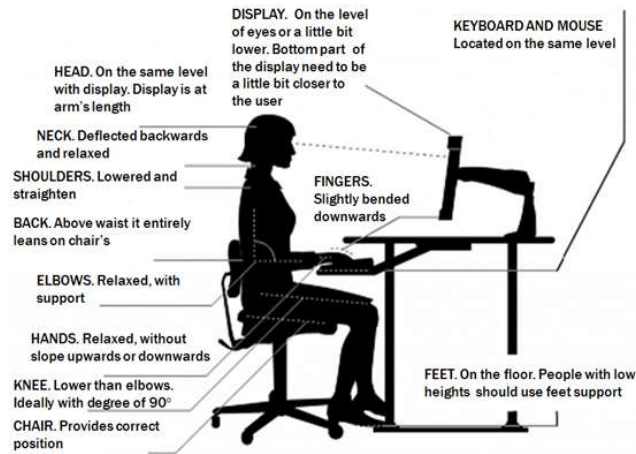 DISPLAY. On the level
of eyes or a little bit
lower. Bottom part of
the display need to be
a little bit closer to
the user
KEYBOARD AND MOUSE
Located on the same level
HEAD. On the same level
with display. Display is at
arm's length
NECK. Deflected backwards
and relaxed
SHOULDERS. Lowered and
straighten
FINGERS.
Slightly bended
downwards
BACK. Above waist it entirely
leans on chair's
ELBOWS. Relaxed, with
support
HANDS. Relaxed, without
slope upwards or downwards
KNEE. Lower than elbows.
Ideally with degree of 90°
CHAIR. Provides correct
position
FEET. On the floor. People with low
heights should use feet support